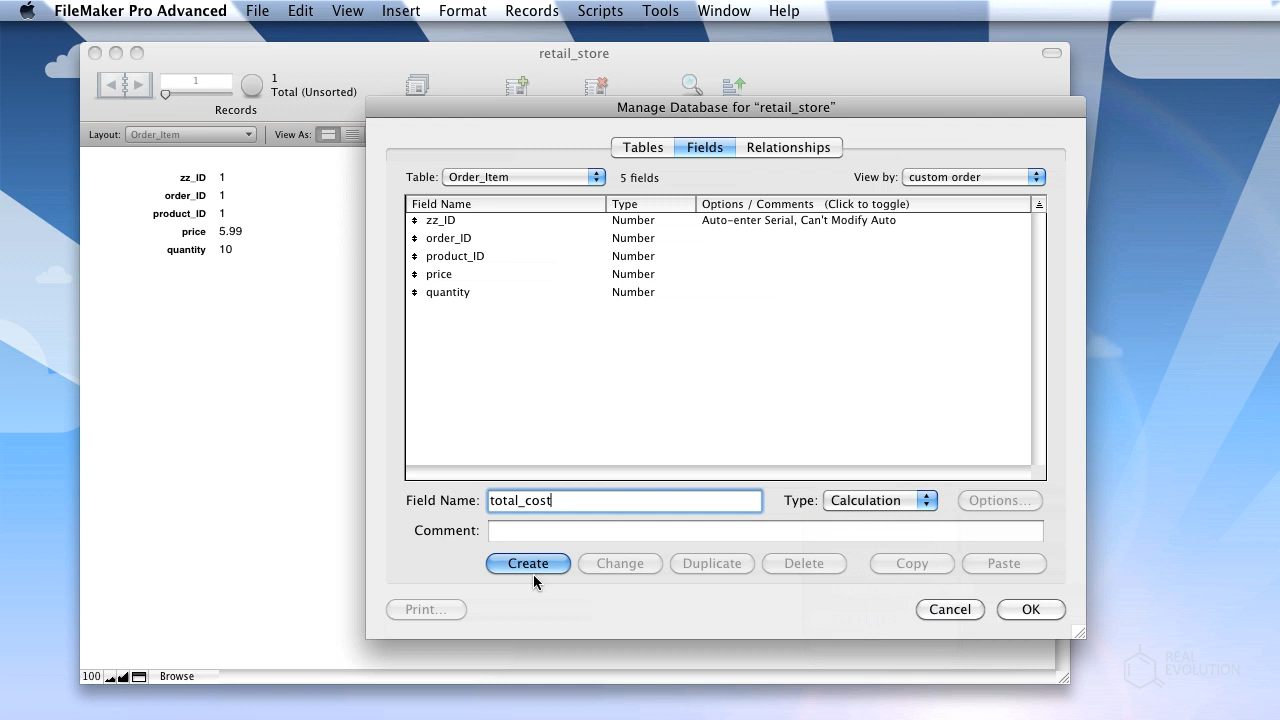 FileMaker Pro Advanced File Edit View Insert Format Records Scripts Tools Window Help
retail_store
1
1
Total (Unsorted)
Records
Layout: Order_Item View As:
Manage Database for “retail_store”
Tables Fields Relationships
Table: Order_Item 5 fields View by: custom order
Field Name Type Options / Comments (Click to toggle)
zz_ID Number Auto-enter Serial, Can't Modify Auto
order_ID Number
product_ID Number
price Number
quantity Number
zz_ID 1
order_ID 1
product_ID 1
price 5.99
quantity 10
Field Name: total_cost Type: Calculation Options...
Comment:
Create Change Duplicate Delete Copy Paste
Print... Cancel OK
100 Browse
REAL
EVOLUTION